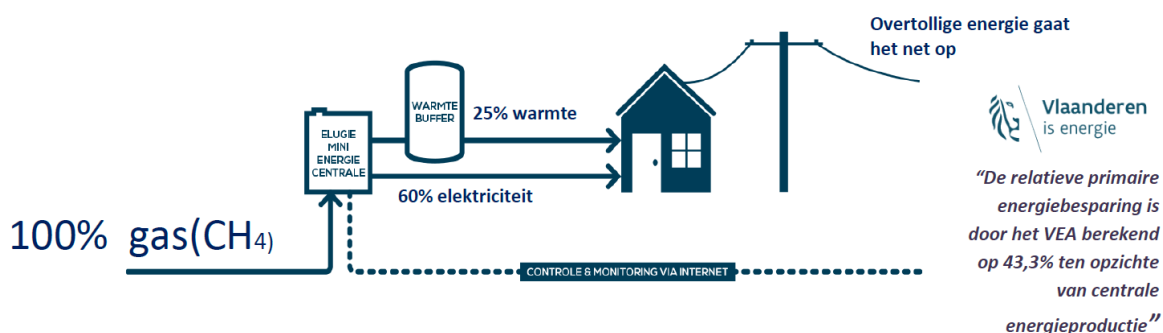 Overtollige energie gaat
het net op
WARMTE
BUFFER
25% warmte
ELUGIE
MINI
ENERGIE
CENTRALE
60% elektriciteit
100% gas(CH4)
CONTROLE & MONITORING VIA INTERNET
Vlaanderen
is energie
“De relatieve primaire
energiebesparing is
door het VEA berekend
op 43,3% ten opzichte
van centrale
energieproductie”